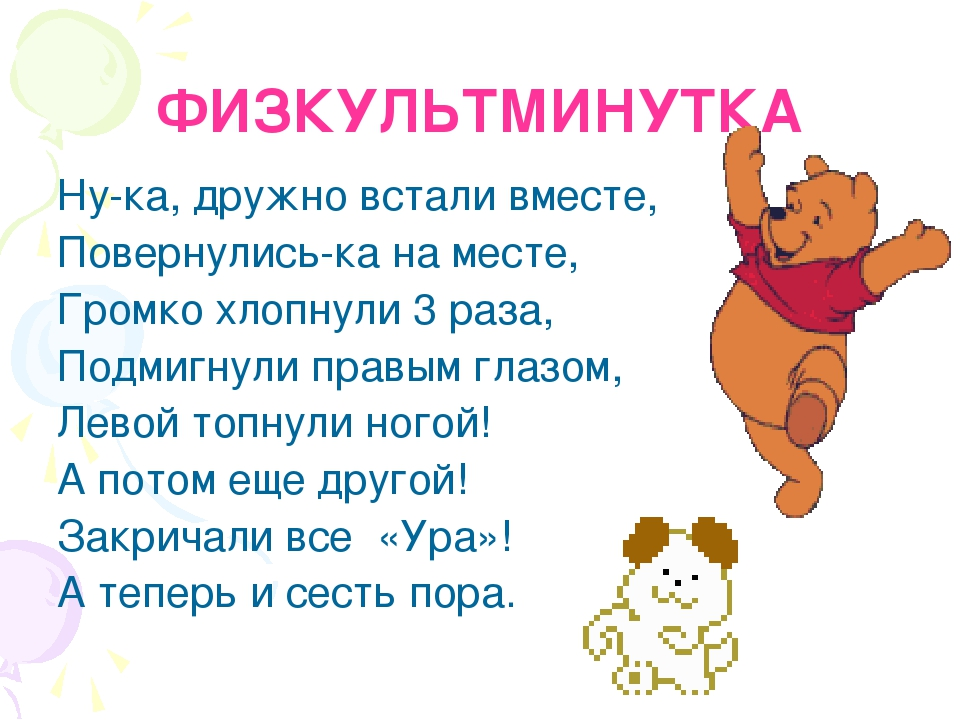 ФИЗКУЛЬТМИНУТКА
Ну-ка, дружно встали вместе,
Повернулись-ка на месте,
Громко хлопнули 3 раза,
Подмигнули правым глазом,
Левой топнули ногой!
А потом еще другой!
Закричали все «Ура»!
А теперь и сесть пора.